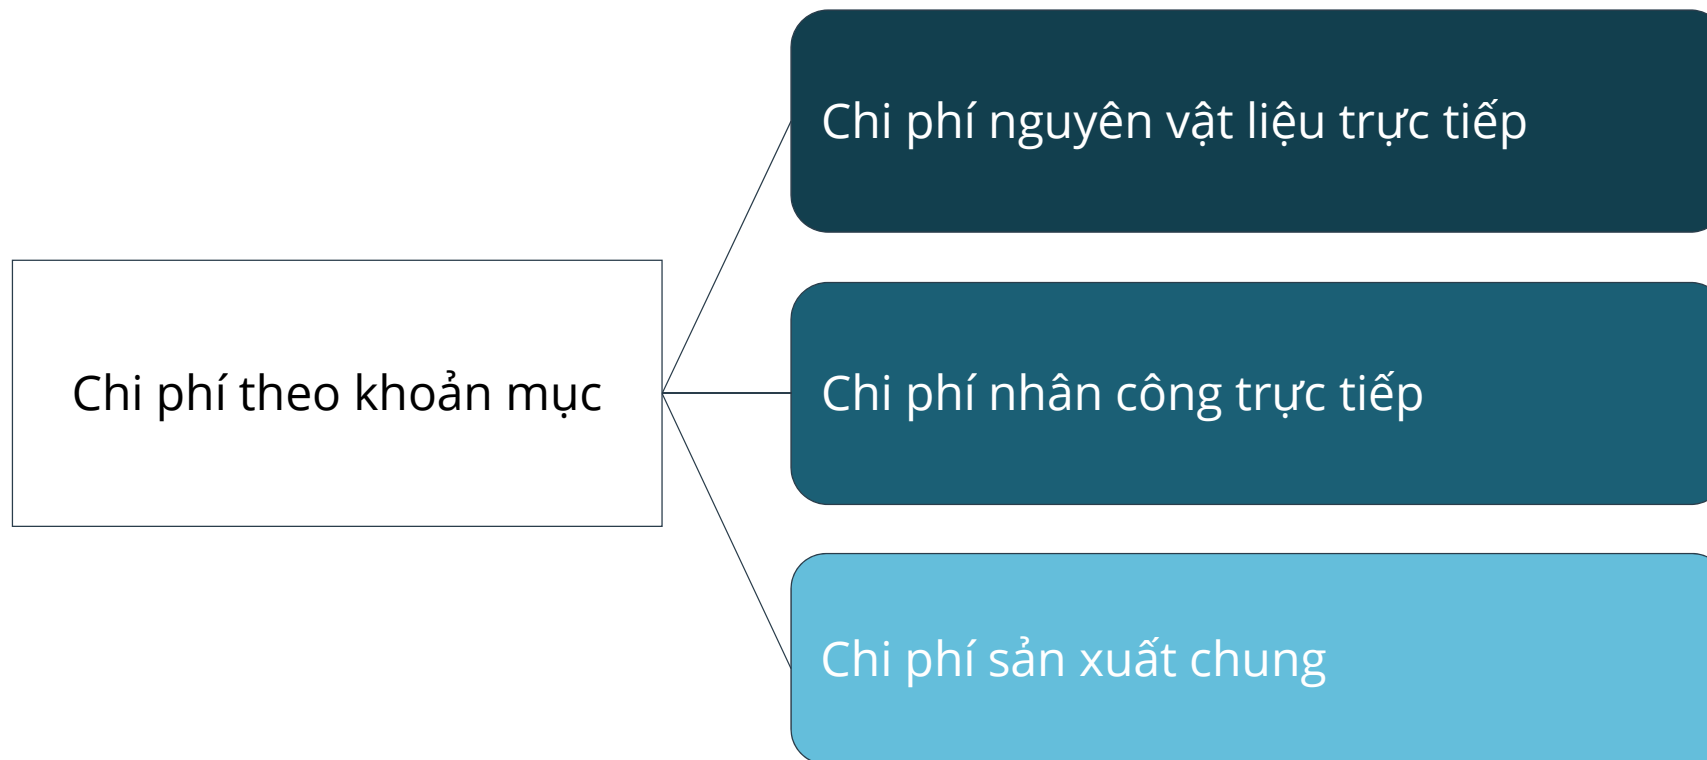 Chi phí nguyên vật liệu trực tiếp
Chi phí theo khoản mục
Chi phí nhân công trực tiếp
Chi phí sản xuất chung